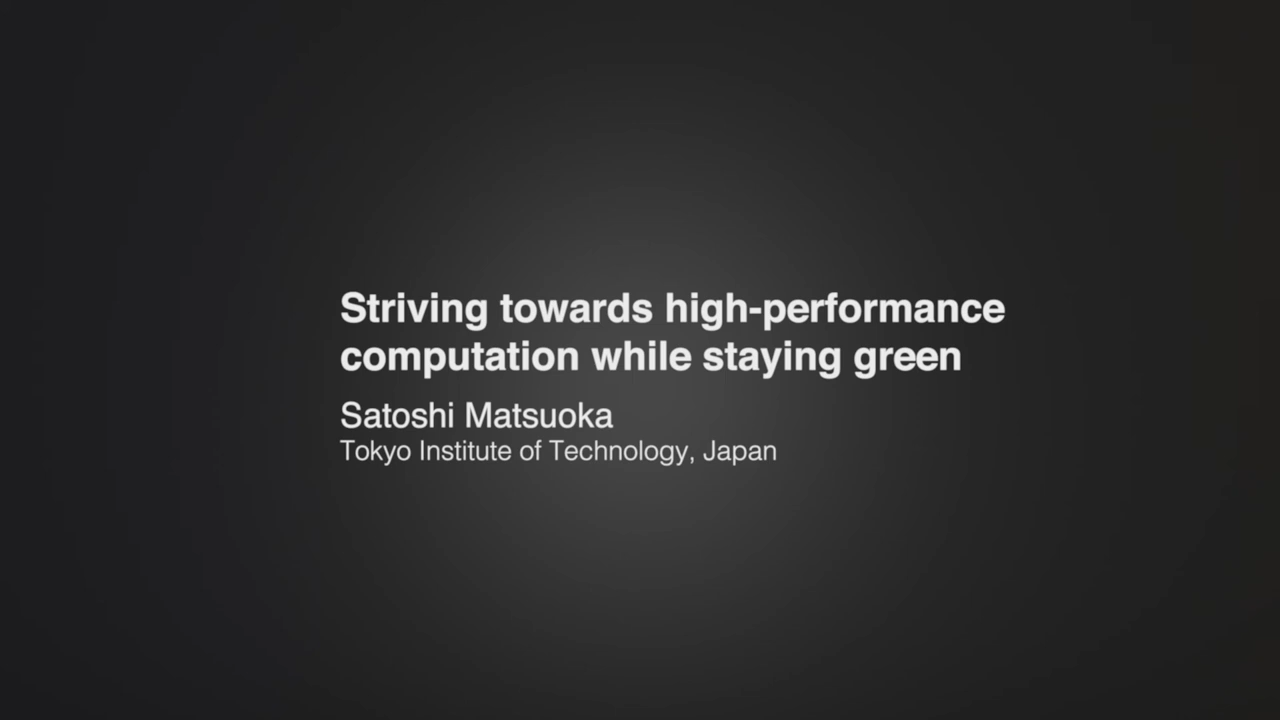 Striving towards high-performance
computation while staying green
Satoshi Matsuoka
Tokyo Institute of Technology, Japan